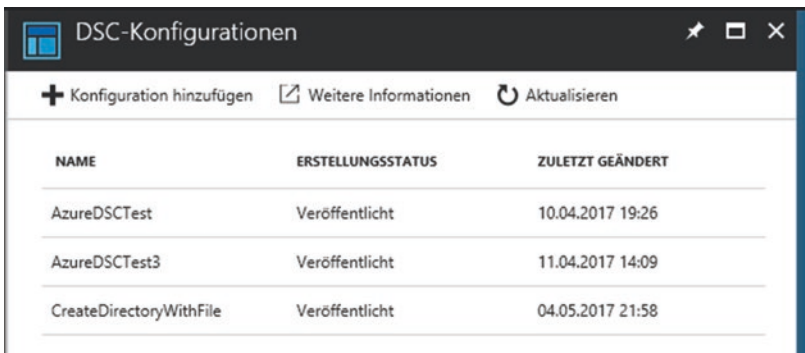 DSC-Konfigurationen
Konfiguration hinzufügen Weitere Informationen Aktualisieren
NAME ERSTELLUNGSSTATUS ZULETZT GEÄNDERT
AzureDSCTest Veröffentlicht 10.04.2017 19:26
AzureDSCTest3 Veröffentlicht 11.04.2017 14:09
CreateDirectoryWithFile Veröffentlicht 04.05.2017 21:58